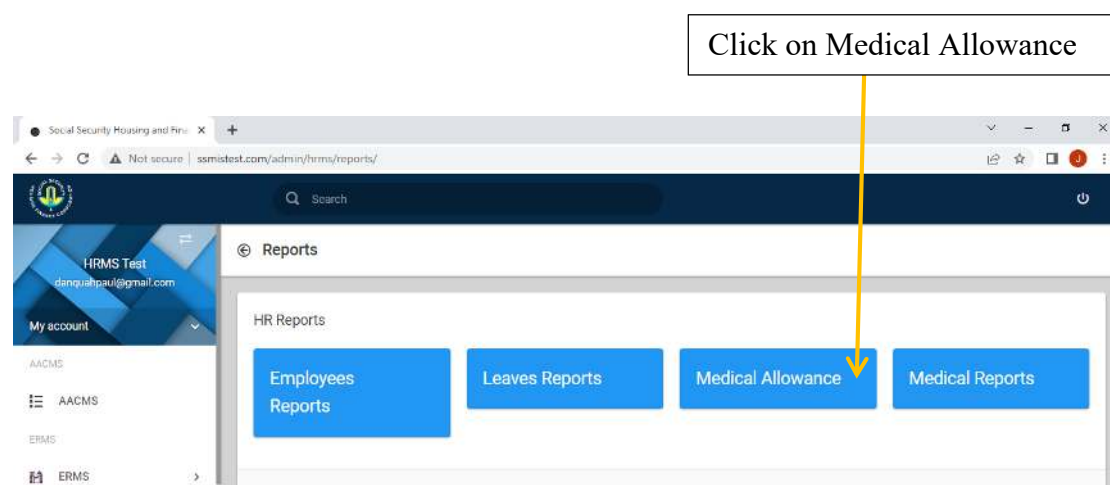 Click on Medical Allowance
Social Security Housing and Fin
Not secure | ssmistest.com/admin/hrms/reports/
J
Search
HRMS Test
danquahpaul@gmail.com
Reports
My account
HR Reports
AACMS
Employees
Reports
Leaves Reports
Medical Allowance
Medical Reports
AACMS
ERMS
ERMS